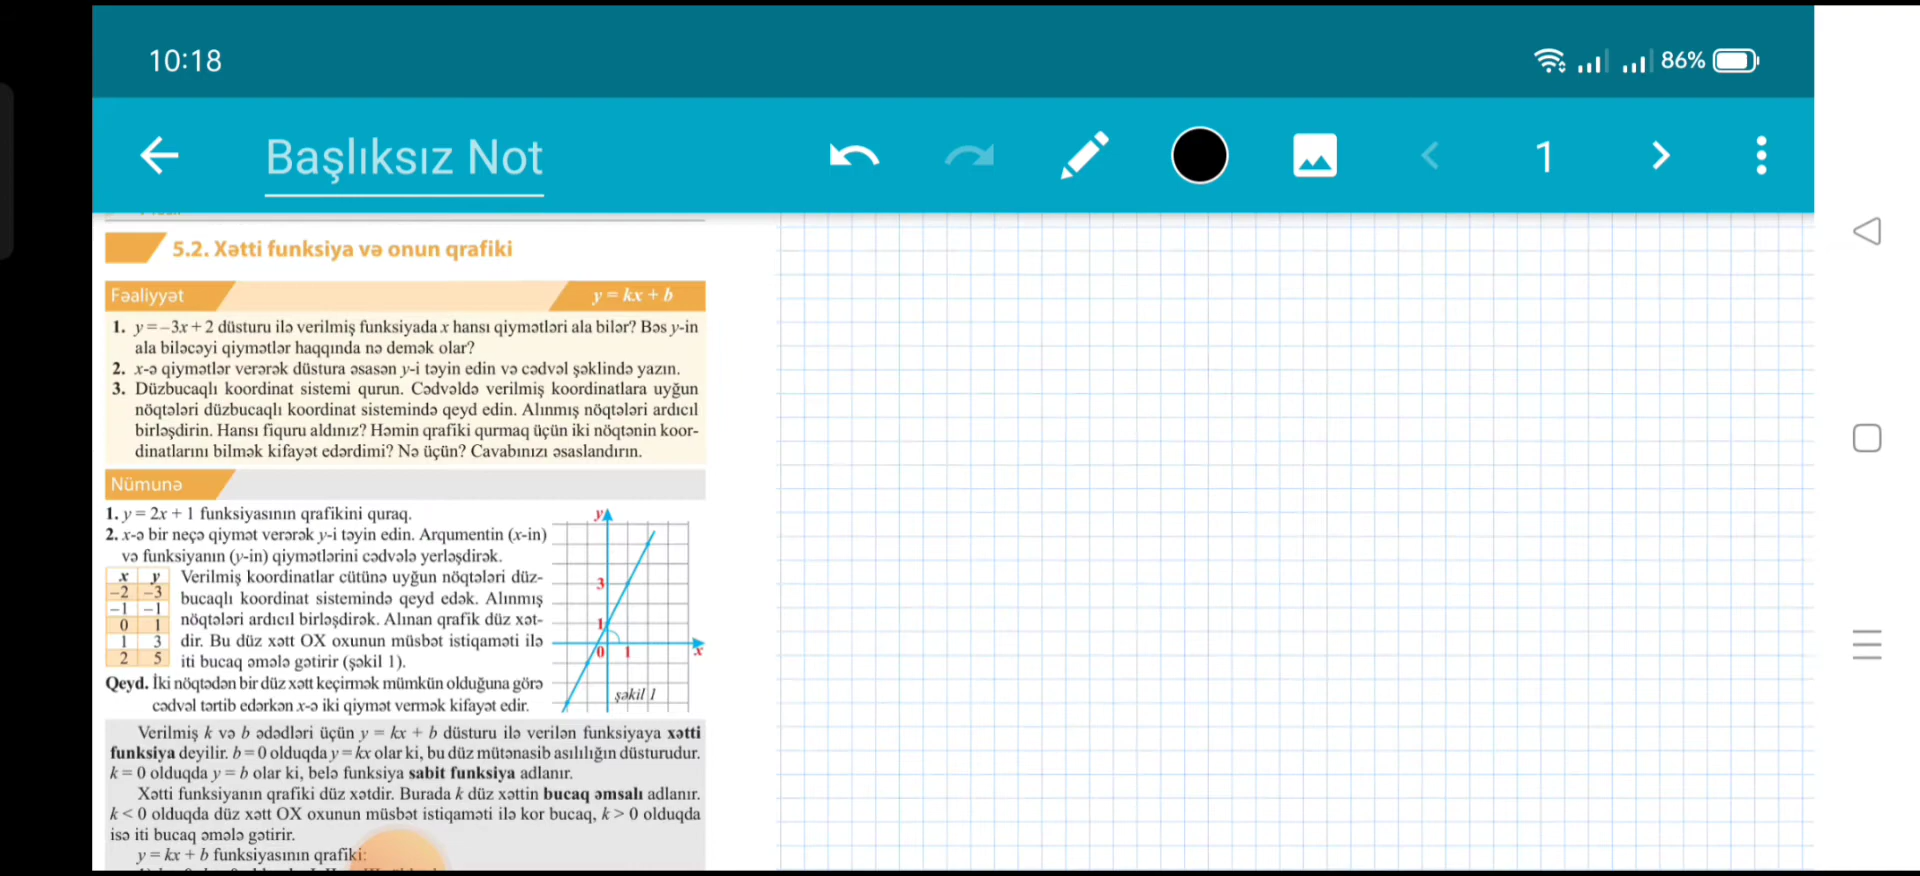 10:18
86%
Başlıksız Not
1
5.2. Xətti funksiya və onun qrafiki
Fəaliyyət
y = kx + b
1. y = –3x + 2 düsturu ilə verilmiş funksiyada x hansı qiymətləri ala bilər? Bəs y-in
ala biləcəyi qiymətlər haqqında nə demək olar?
2. x-ə qiymətlər verərək düstura əsasən y-i təyin edin və cədvəl şəklində yazın.
3. Düzbucaqlı koordinat sistemi qurun. Cədvəldə verilmiş koordinatlara uyğun
nöqtələri düzbucaqlı koordinat sistemində qeyd edin. Alınmış nöqtələri ardıcıl
birləşdirin. Hansı fiquru aldınız? Həmin qrafiki qurmaq üçün iki nöqtənin koor-
dinatlarını bilmək kifayət edərdimi? Nə üçün? Cavabınızı əsaslandırın.
Nümunə
1. y = 2x + 1 funksiyasının qrafikini quraq.
2. x-ə bir neçə qiymət verərək y-i təyin edin. Arqumentin (x-in)
və funksiyanın (y-in) qiymətlərini cədvələ yerləşdirək.
x y
–2 –3
–1 –1
0 1
1 3
2 5
Verilmiş koordinatlar cütünə uyğun nöqtələri düz-
bucaqlı koordinat sistemində qeyd edək. Alınmış
nöqtələri ardıcıl birləşdirək. Alınan qrafik düz xət-
dir. Bu düz xətt OX oxunun müsbət istiqaməti ilə
iti bucaq əmələ gətirir (şəkil 1).
Qeyd. İki nöqtədən bir düz xətt keçirmək mümkün olduğuna görə
cədvəl tərtib edərkən x-ə iki qiymət vermək kifayət edir.
y
3
1
0 1
x
şəkil 1
Verilmiş k və b ədədləri üçün y = kx + b düsturu ilə verilən funksiyaya xətti
funksiya deyilir. b = 0 olduqda y = kx olar ki, bu düz mütənasib asılılığın düsturudur.
k = 0 olduqda y = b olar ki, belə funksiya sabit funksiya adlanır.
Xətti funksiyanın qrafiki düz xətdir. Burada k düz xəttin bucaq əmsalı adlanır.
k < 0 olduqda düz xətt OX oxunun müsbət istiqaməti ilə kor bucaq, k > 0 olduqda
isə iti bucaq əmələ gətirir.
y = kx + b funksiyasının qrafiki: